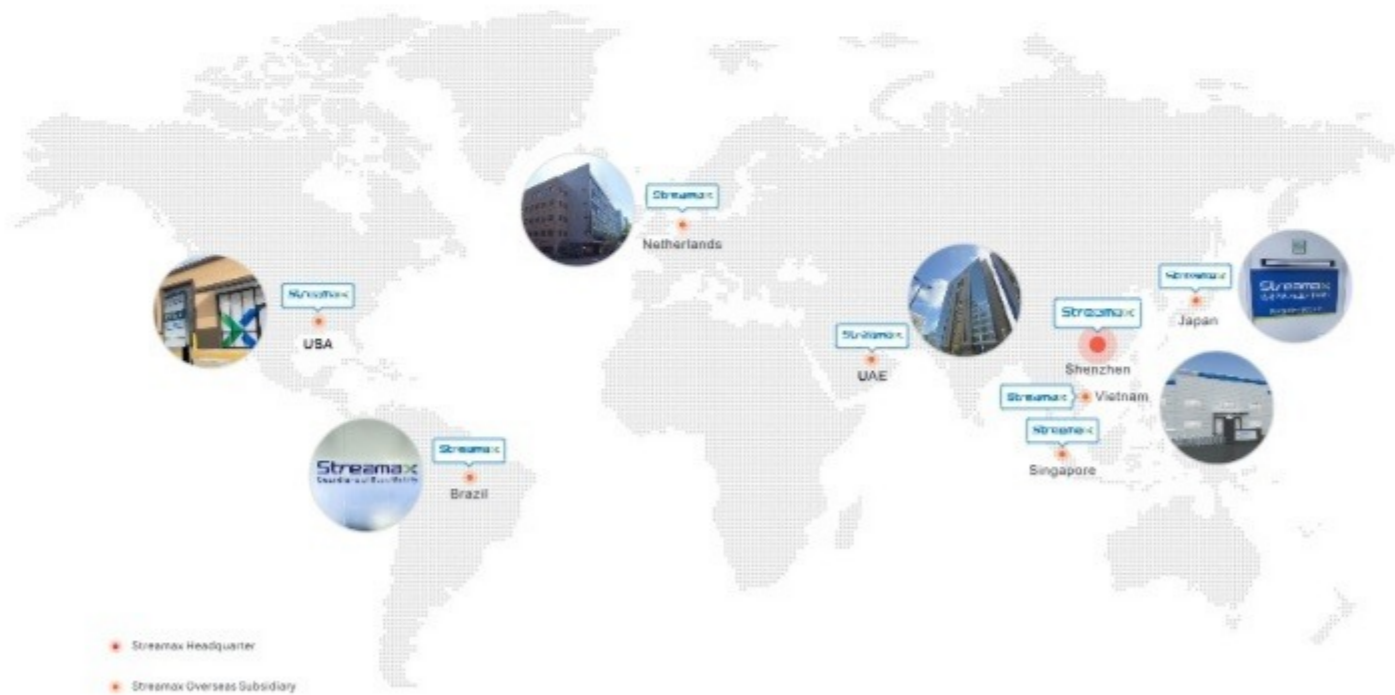 Streamax
Netherlands
Streamax
USA
Streamax
UAE
Streamax
Shenzhen
Streamax
Japan
Streamax
Streamax
Vietnam
Streamax
Singapore
Streamax
Streamax
Brazil
Streamax Headquarter
Streamax Overseas Subsidiary